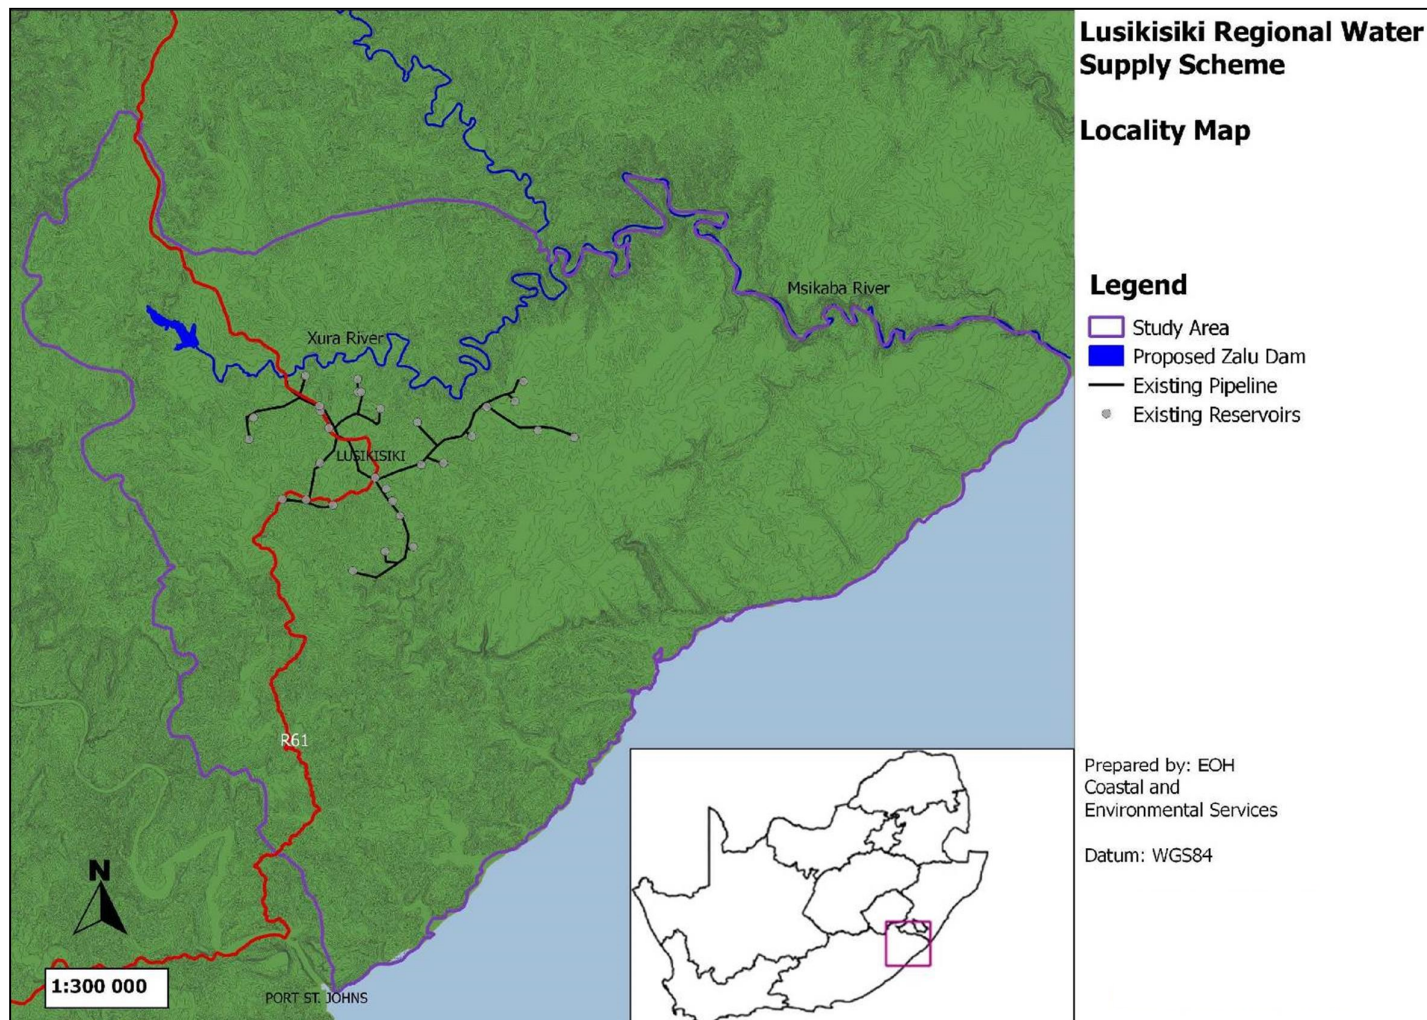 Lusikisiki Regional Water
Supply Scheme
Locality Map
Msikaba River
Xura River
LUSIKISIKI
R61
PORT ST. JOHNS
N
1:300 000
Legend
Study Area
Proposed Zalu Dam
Existing Pipeline
Existing Reservoirs
Prepared by: EOH
Coastal and
Environmental Services
Datum: WGS84